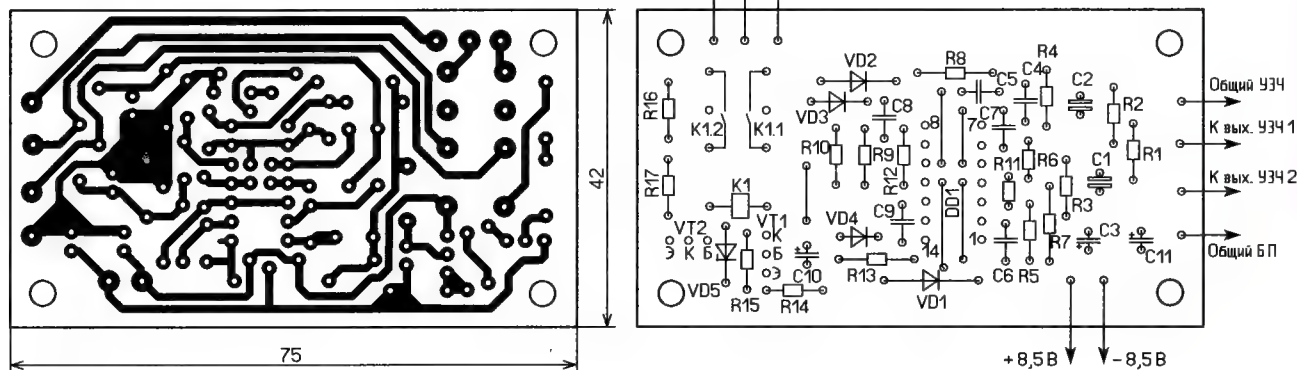 42
75
R16
K1.2
K1.1
VD2
VD3
R8
C5
C4
R4
C2
R2
R1
Общий УЗЧ
К вых. УЗЧ 1
К вых. УЗЧ 2
Общий БП
C8
8
7
C7
R10
R9
R12
R11
R6
C1
R3
R17
K1
VT2
VT1
Э К Б
К
Б
Э
VD4
C9
DD1
14
1
C10
R13
C6
R5
R7
C3
C11
VD5
R15
R14
VD1
+
+
+
+8,5 В
−8,5 В